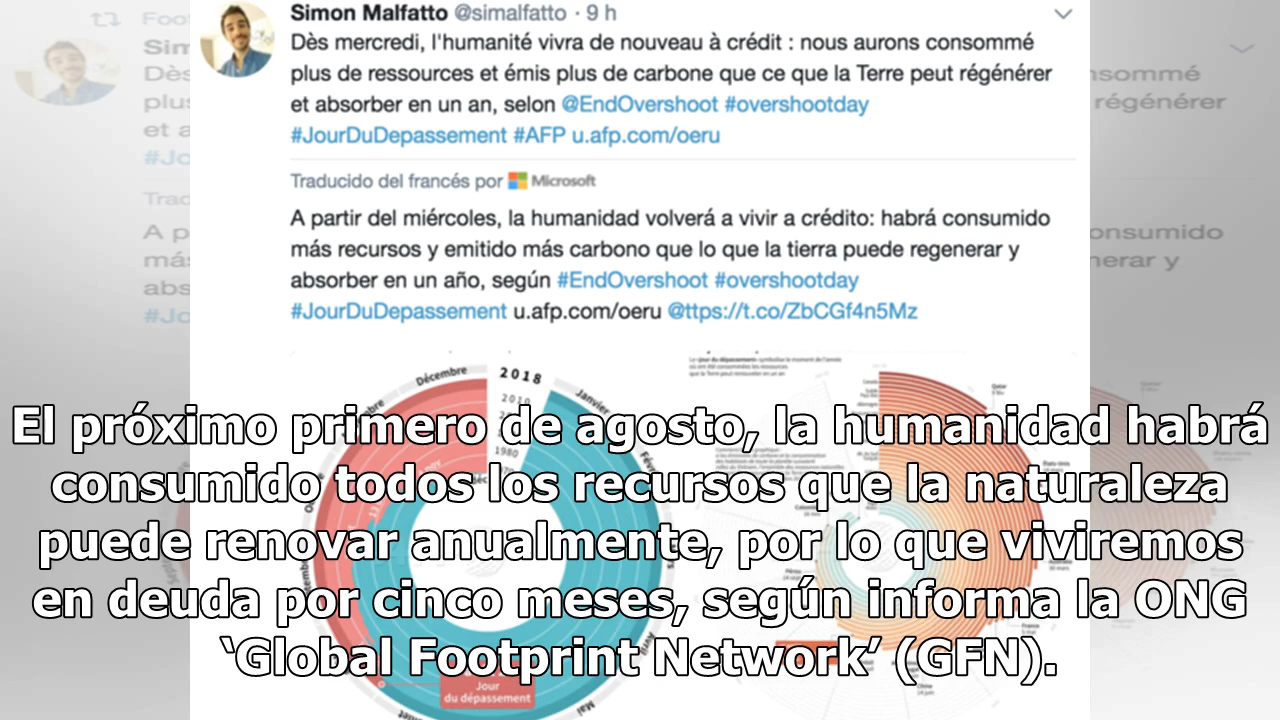 Simon Malfatto @simalfatto · 9 h
Dès mercredi, l'humanité vivra de nouveau à crédit : nous aurons consommé
plus de ressources et émis plus de carbone que ce que la Terre peut régénérer
et absorber en un an, selon @EndOvershoot #overshootday
#JourDuDepassement #AFP u.afp.com/oeru
Traducido del francés por Microsoft
A partir del miércoles, la humanidad volverá a vivir a crédito: habrá consumido
más recursos y emitido más carbono que lo que la tierra puede regenerar y
absorber en un año, según #EndOvershoot #overshootday
#JourDuDepassement u.afp.com/oeru @ttps://t.co/ZbCGf4n5Mz
Décembre
2018
Janvier
1980
El próximo primero de agosto, la humanidad habrá
consumido todos los recursos que la naturaleza
puede renovar anualmente, por lo que viviremos
en deuda por cinco meses, según informa la ONG
‘Global Footprint Network’ (GFN).
Avril
Mai
Jour
du dépassement